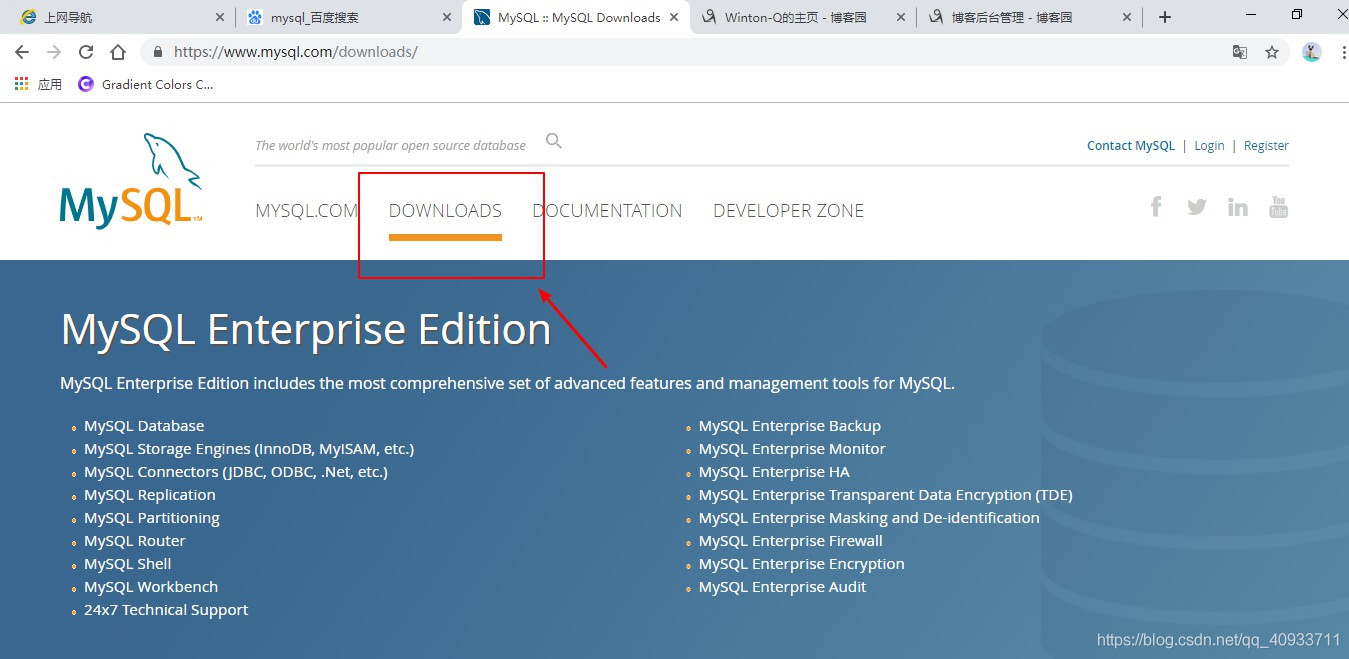 上网导航
mysql_百度搜索
MySQL :: MySQL Downloads
Winton-Q的主页 - 博客园
博客后台管理 - 博客园
https://www.mysql.com/downloads/
应用
Gradient Colors C...
MySQL™
The world's most popular open source database
Contact MySQL | Login | Register
MYSQL.COM DOWNLOADS DOCUMENTATION DEVELOPER ZONE
You Tube
MySQL Enterprise Edition
MySQL Enterprise Edition includes the most comprehensive set of advanced features and management tools for MySQL.
MySQL Database
MySQL Storage Engines (InnoDB, MyISAM, etc.)
MySQL Connectors (JDBC, ODBC, .Net, etc.)
MySQL Replication
MySQL Partitioning
MySQL Router
MySQL Shell
MySQL Workbench
24x7 Technical Support
MySQL Enterprise Backup
MySQL Enterprise Monitor
MySQL Enterprise HA
MySQL Enterprise Transparent Data Encryption (TDE)
MySQL Enterprise Masking and De-identification
MySQL Enterprise Firewall
MySQL Enterprise Encryption
MySQL Enterprise Audit
https://blog.csdn.net/qq_40933711